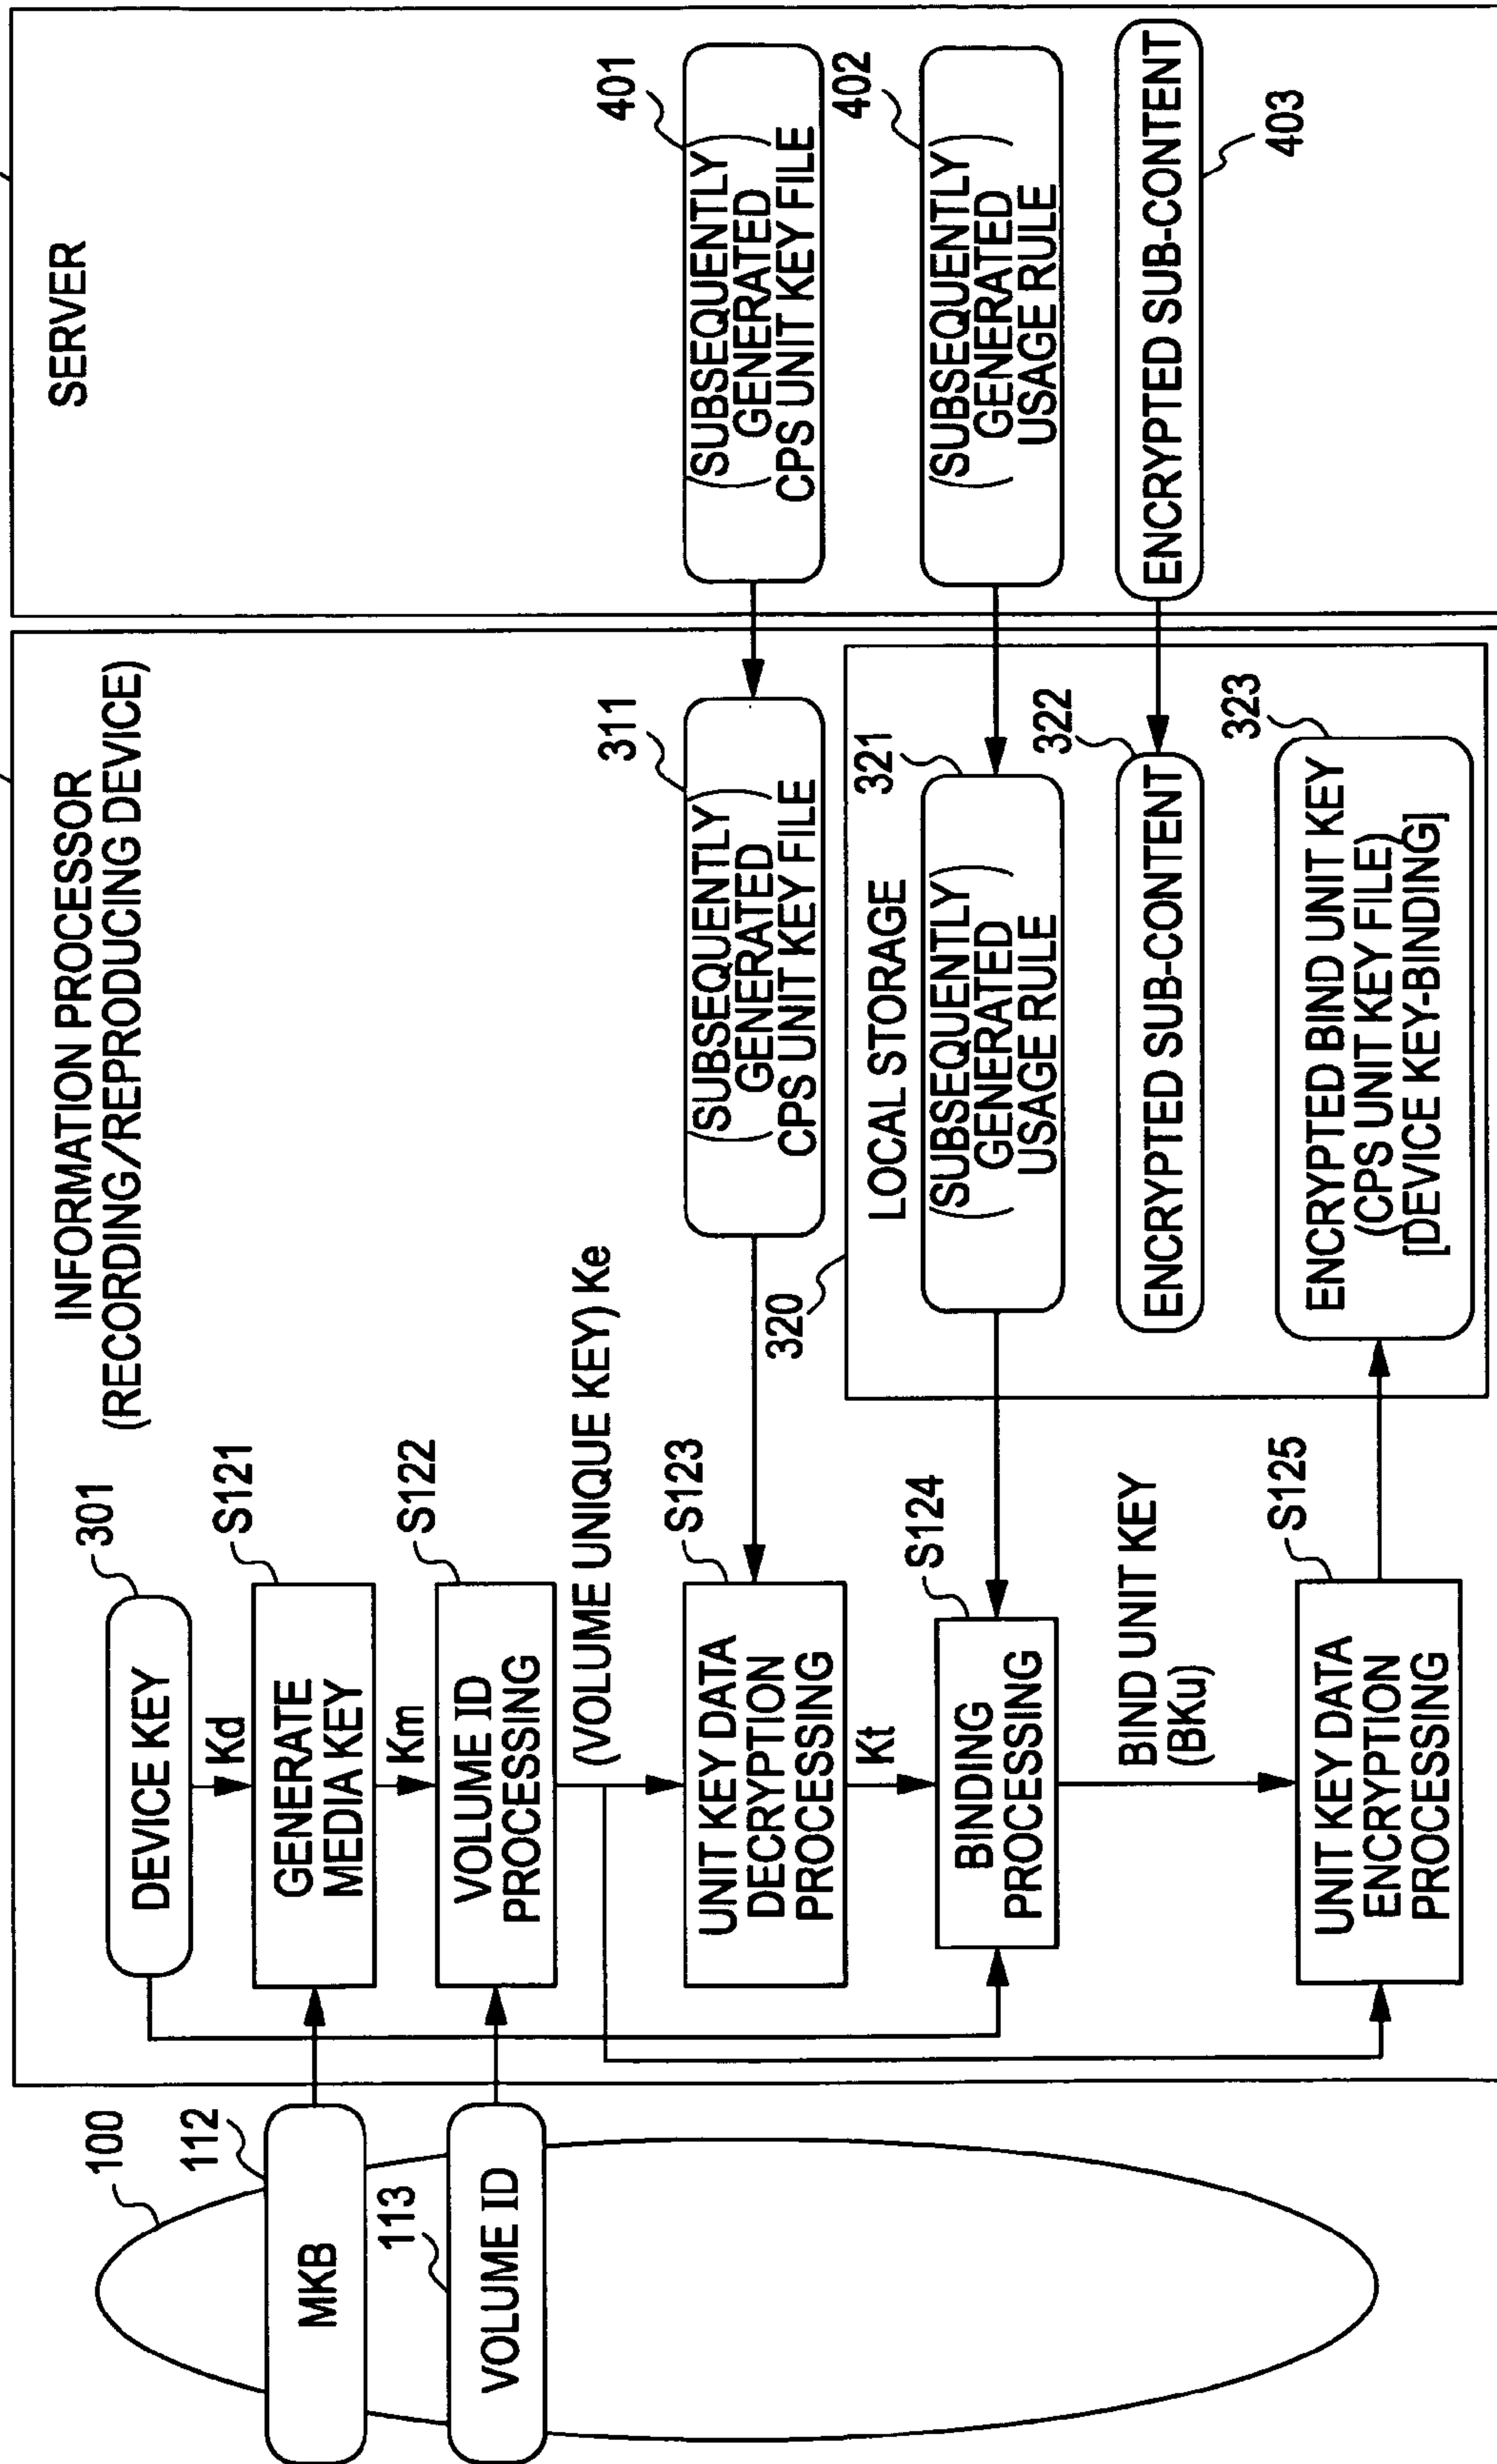 100
112
MKB
113
VOLUME ID
INFORMATION PROCESSOR
(RECORDING/REPRODUCING DEVICE)
301
DEVICE KEY
Kd
S121
GENERATE
MEDIA KEY
Km
S122
VOLUME ID
PROCESSING
(VOLUME UNIQUE KEY) Ke
S123
UNIT KEY DATA
DECRYPTION
PROCESSING
Kt
S124
BINDING
PROCESSING
BIND UNIT KEY
(BKu)
S125
UNIT KEY DATA
ENCRYPTION
PROCESSING
311
(SUBSEQUENTLY
GENERATED)
CPS UNIT KEY FILE
320
LOCAL STORAGE
321
(SUBSEQUENTLY
GENERATED)
USAGE RULE
322
ENCRYPTED SUB-CONTENT
323
ENCRYPTED BIND UNIT KEY
(CPS UNIT KEY FILE)
[DEVICE KEY-BINDING]
SERVER
401
(SUBSEQUENTLY
GENERATED)
CPS UNIT KEY FILE
402
(SUBSEQUENTLY
GENERATED)
USAGE RULE
ENCRYPTED SUB-CONTENT
403